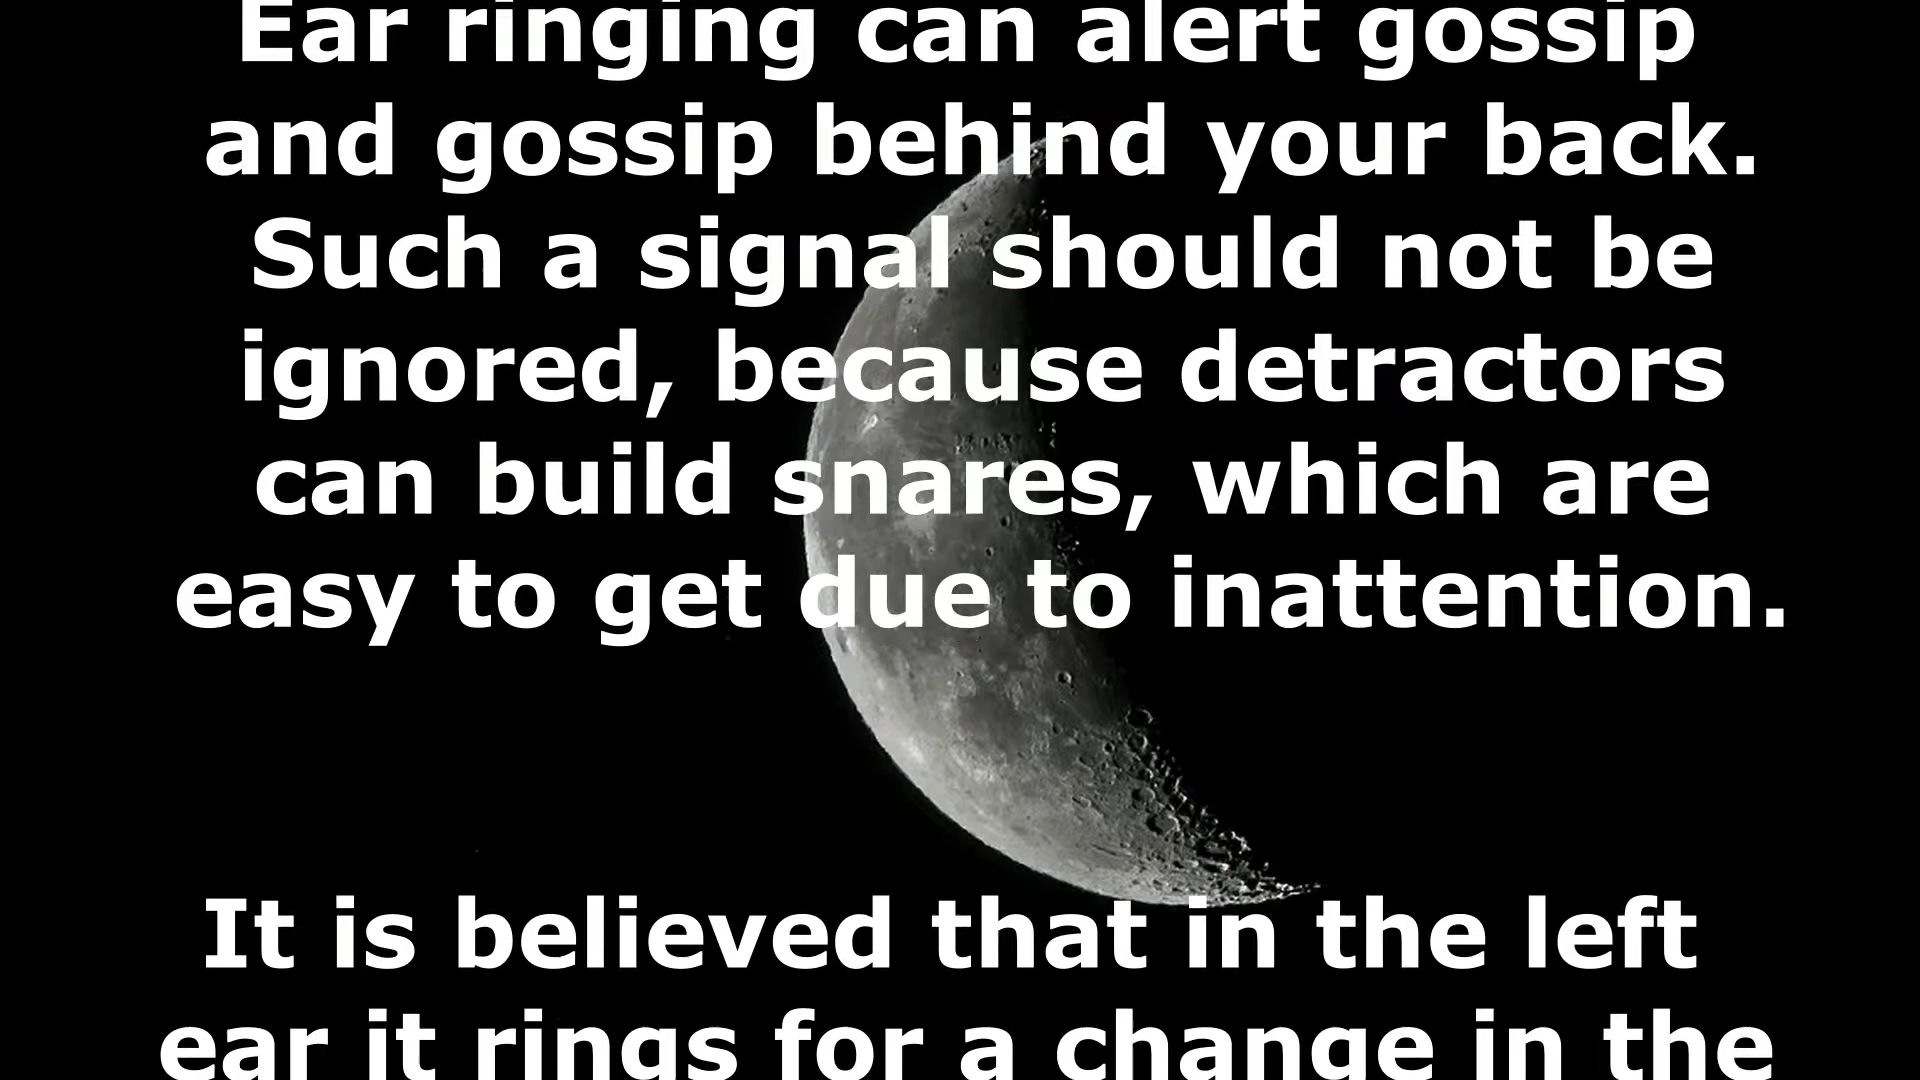 Ear ringing can alert gossip
and gossip behind your back.
Such a signal should not be
ignored, because detractors
can build snares, which are
easy to get due to inattention.
It is believed that in the left
ear it rings for a change in the